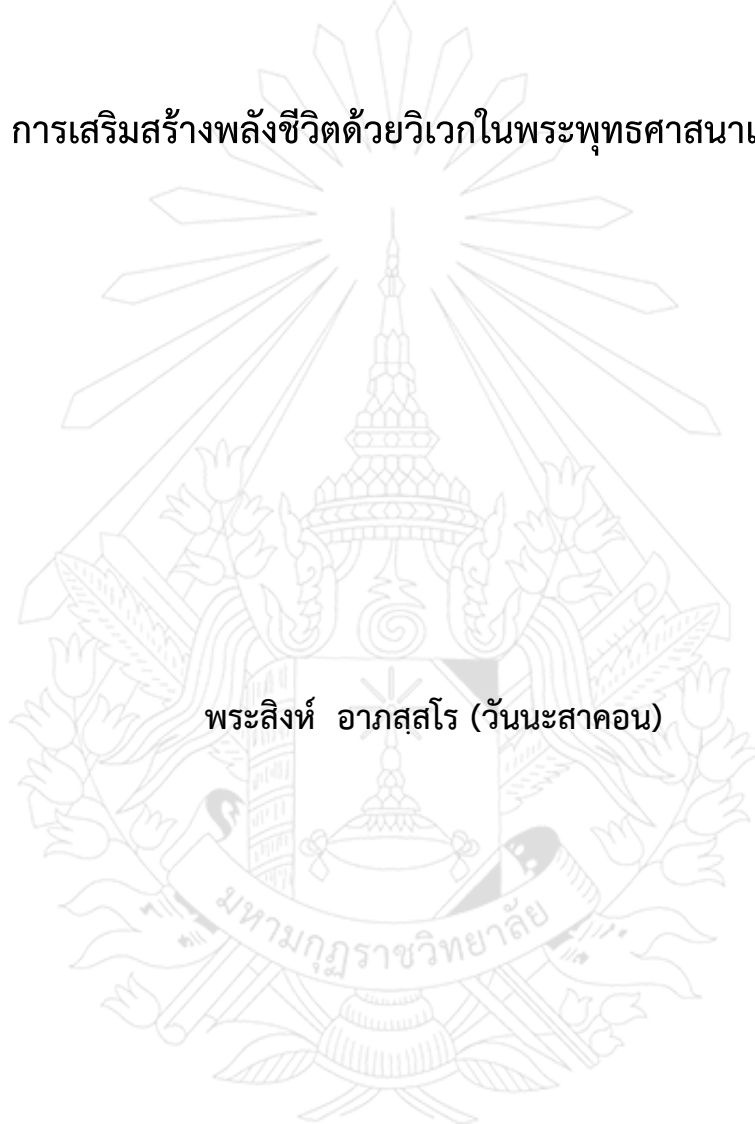 การเสริมสร้างพลังชีวิตด้วยวิเวกในพระพุทธศาสนา
พระสิงห์ อาภสฺสโร (วันนะสาคอน)
มหามกุฏราชวิทยาลัย